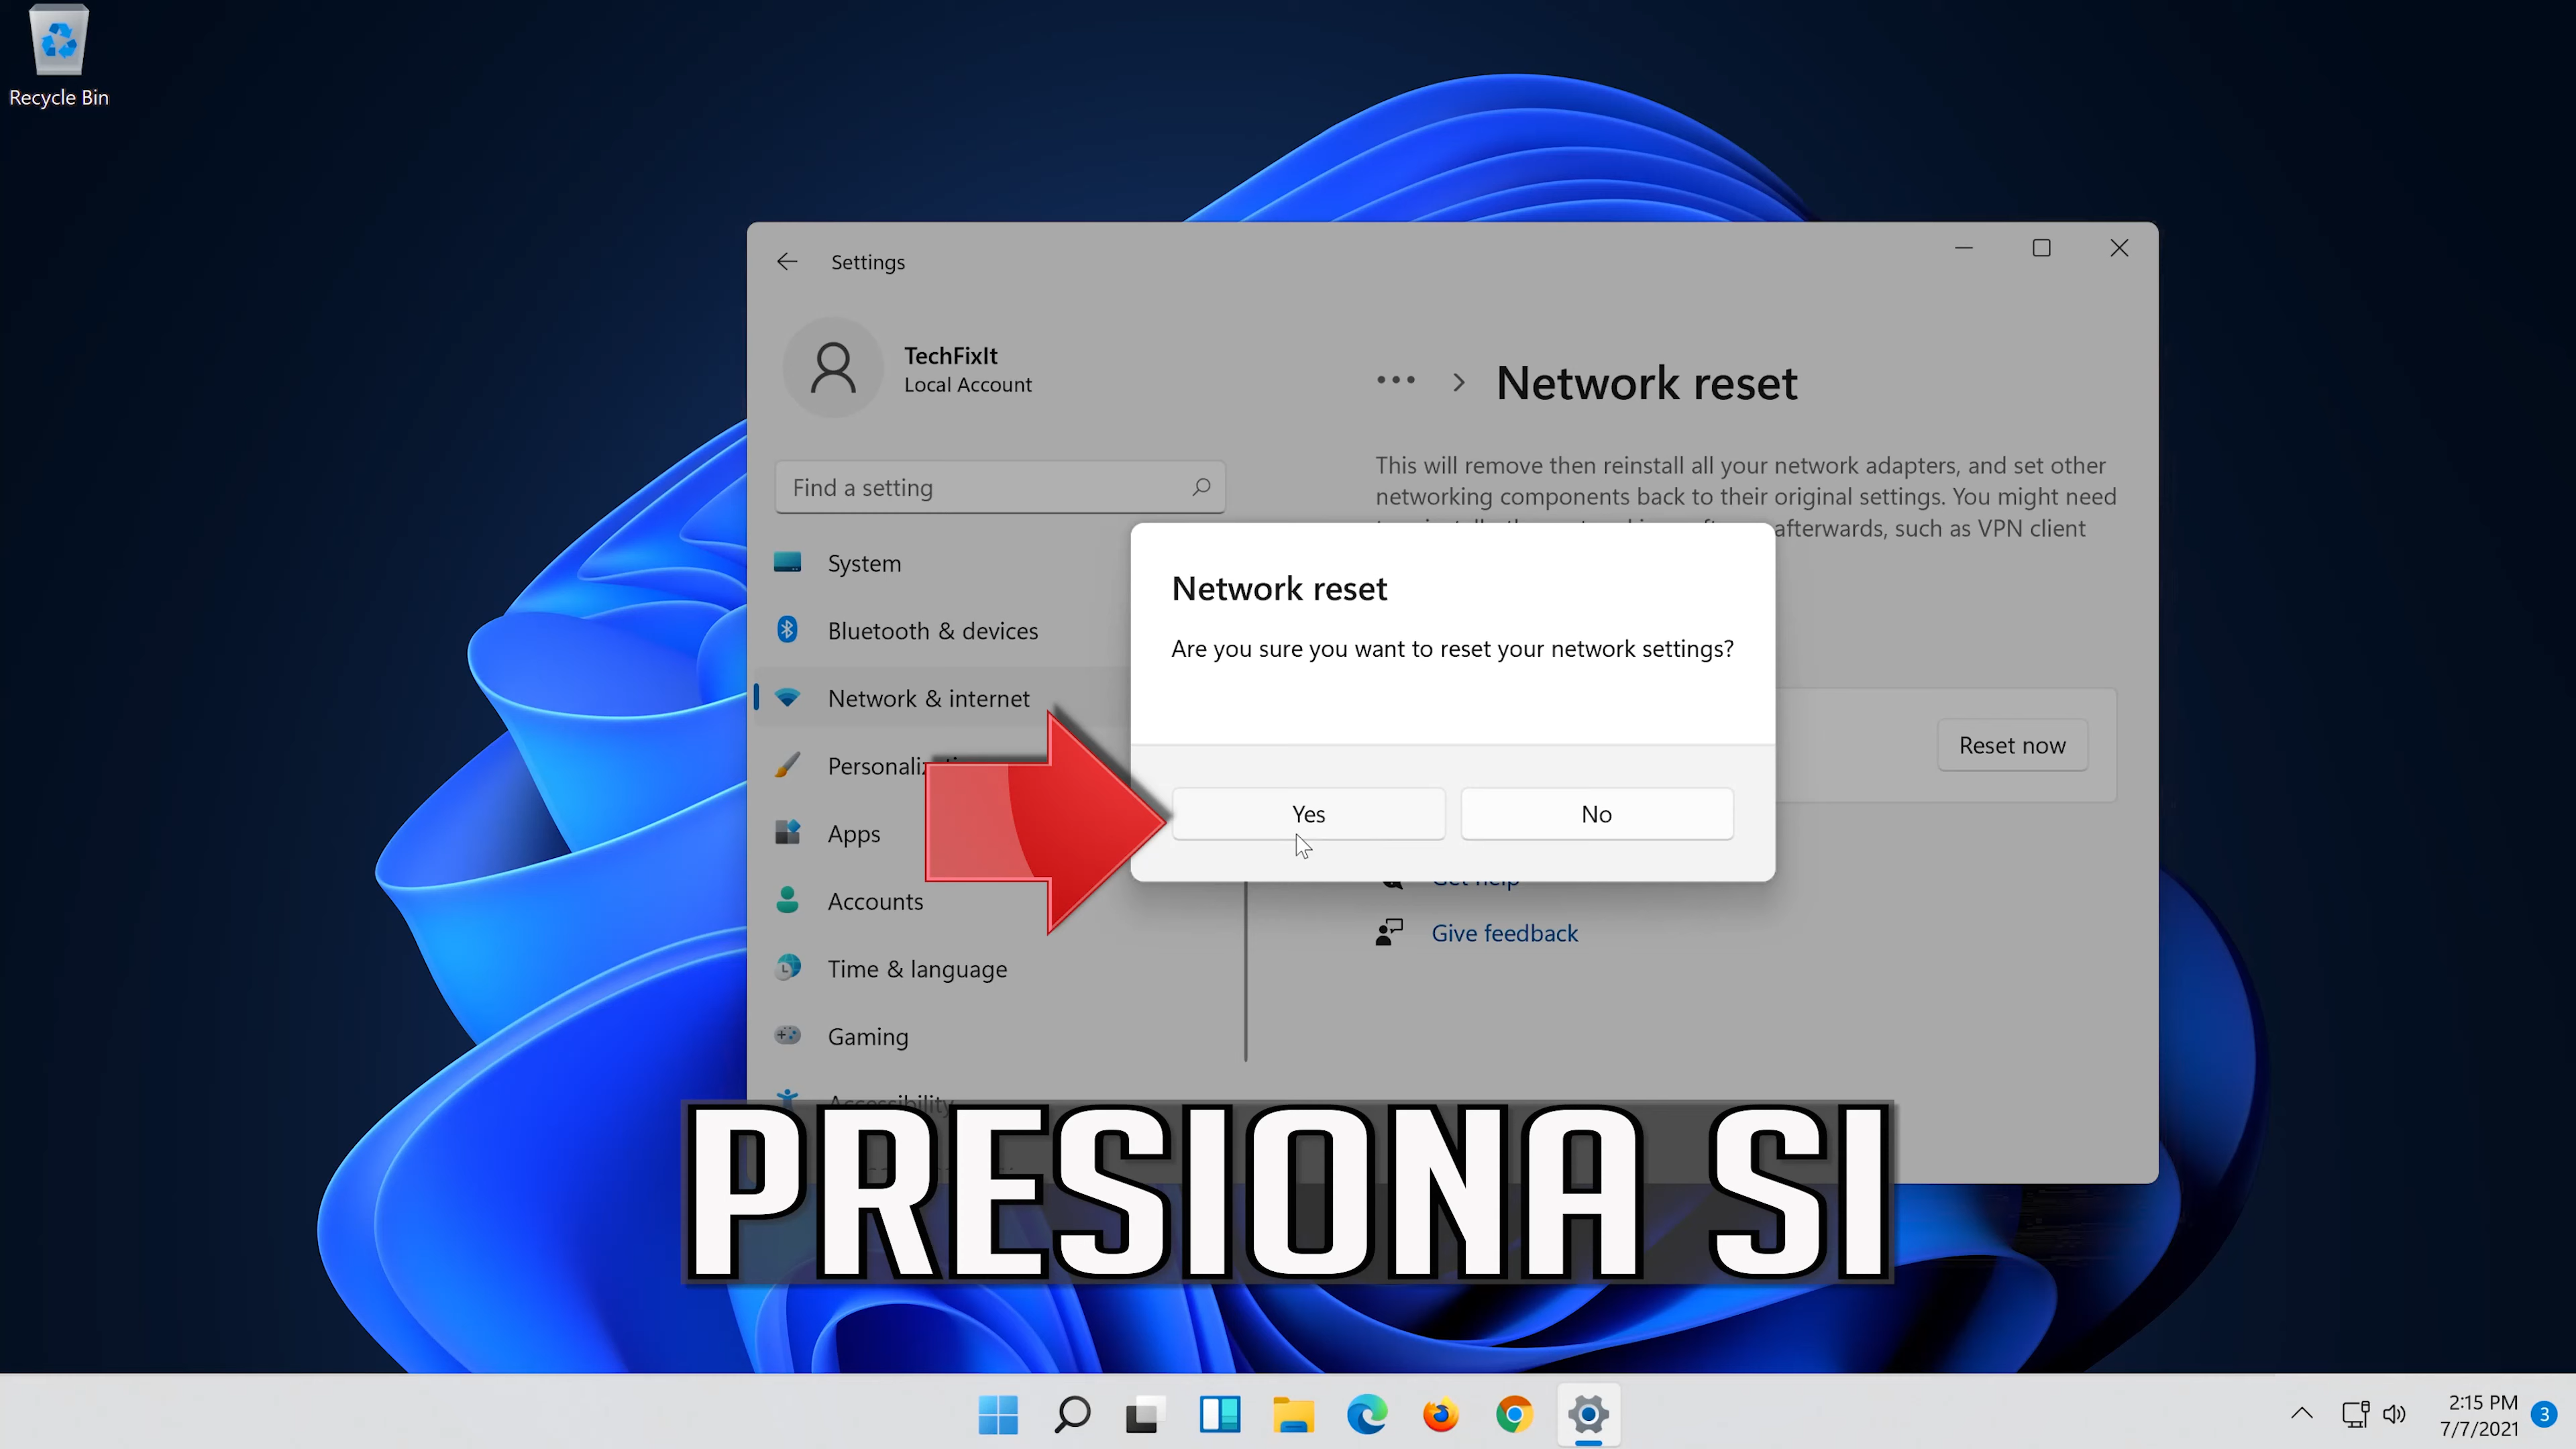 Recycle Bin
Settings
TechFixIt
Local Account
Find a setting
System
Bluetooth & devices
Network & internet
Apps
Accounts
Time & language
Gaming
Accessibility
••• > Network reset
This will remove then reinstall all your network adapters, and set other
networking components back to their original settings. You might need
afterwards, such as VPN client
Reset now
Get help
Give feedback
Network reset
Are you sure you want to reset your network settings?
Yes
No
PRESIONA SI
2:15 PM
7/7/2021
3